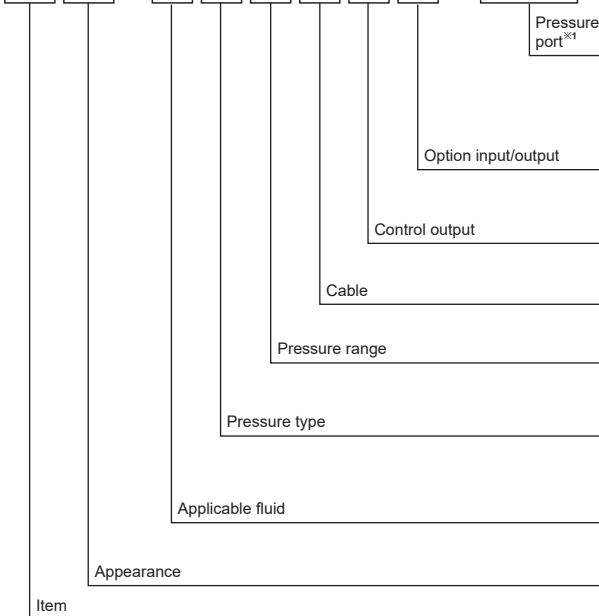 Pressure
port※1
Option input/output
Control output
Cable
Pressure range
Pressure type
Applicable fluid
Appearance
Item